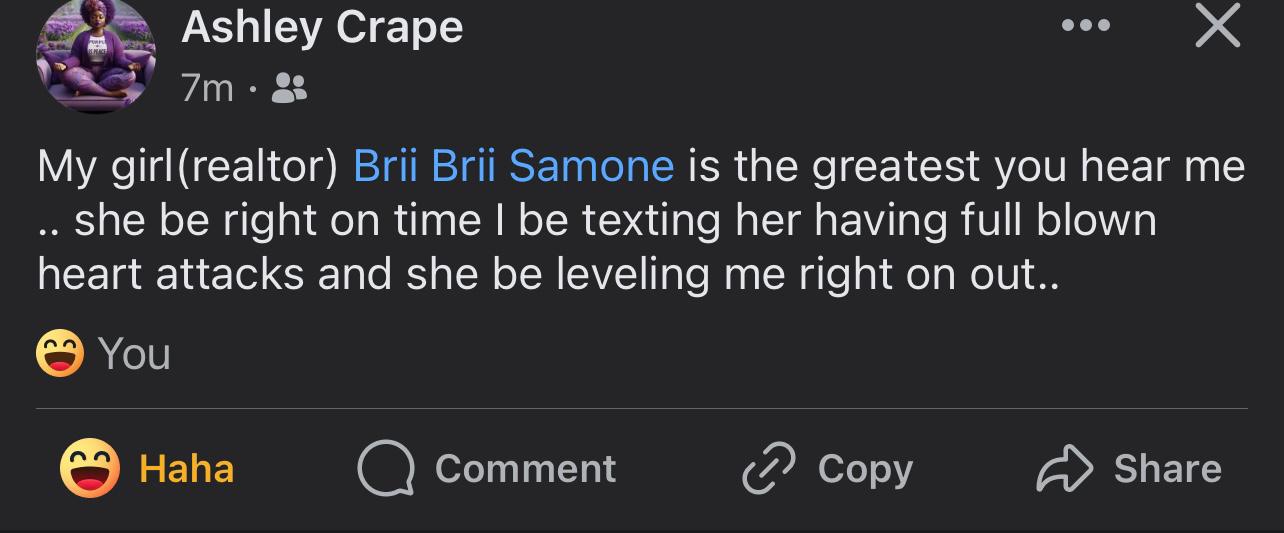 Ashley Crape
7m ·
My girl(realtor) Brii Brii Samone is the greatest you hear me
.. she be right on time I be texting her having full blown
heart attacks and she be leveling me right on out..
You
Haha Comment Copy Share